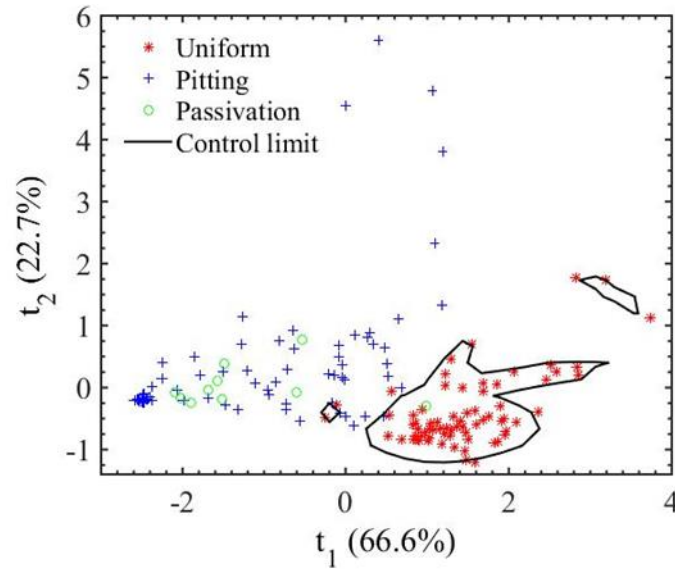 6
5
4
3
2
1
0
-1
t2 (22.7%)
Uniform
Pitting
Passivation
Control limit
-2
0
2
4
t1 (66.6%)